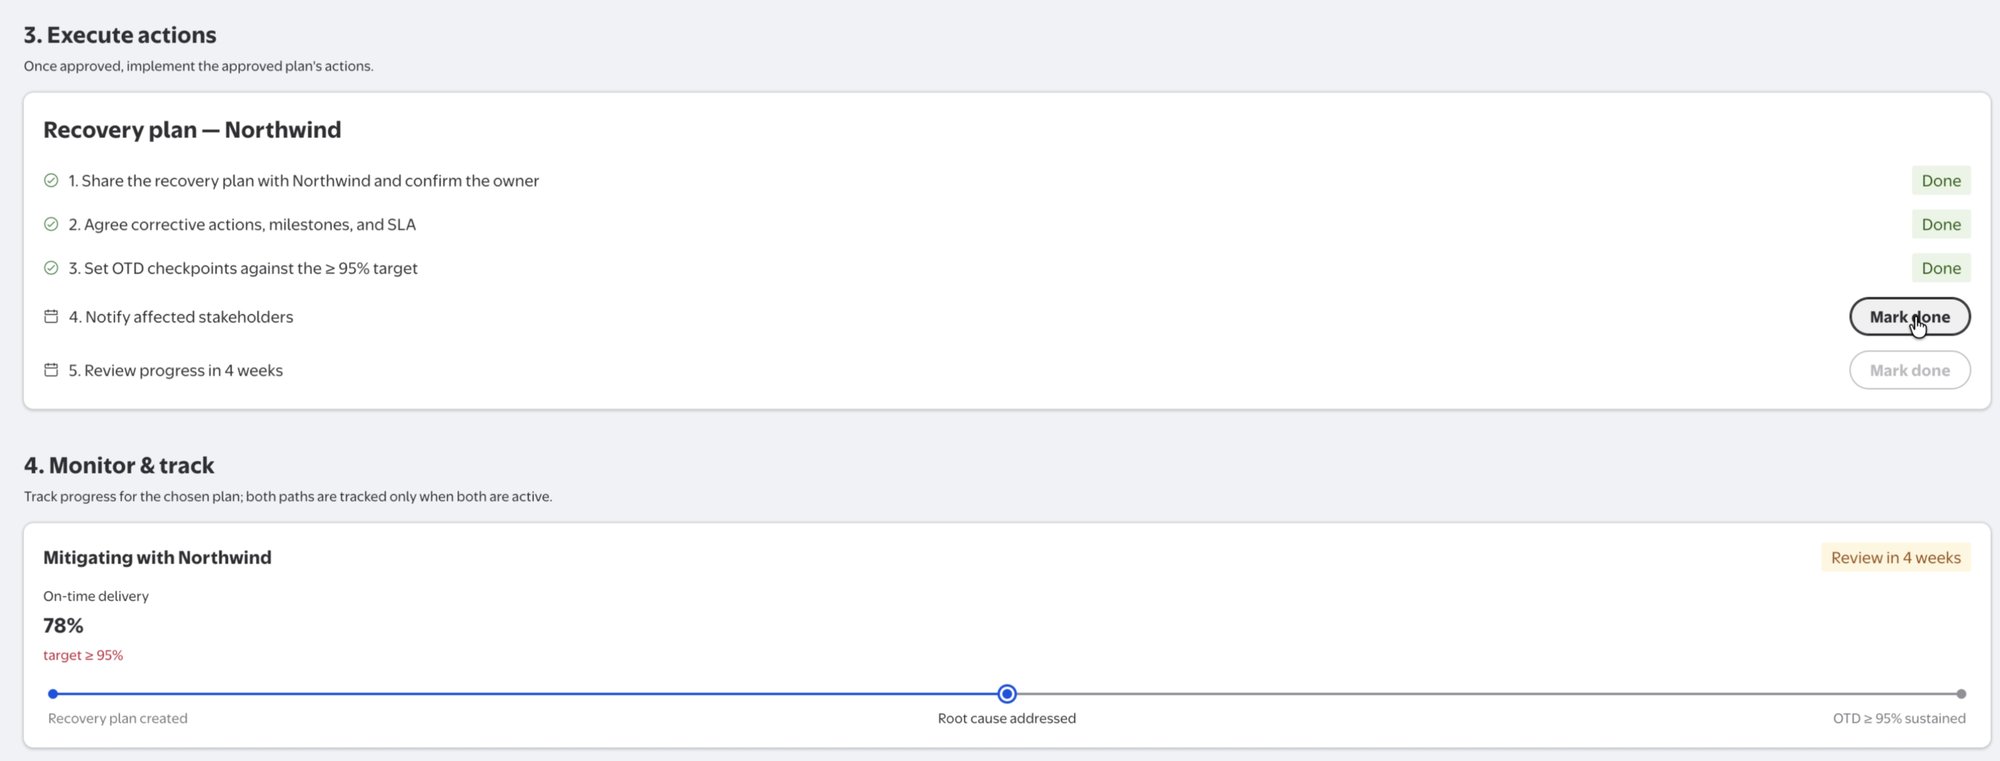 3. Execute actions
Once approved, implement the approved plan's actions.
Recovery plan — Northwind
1. Share the recovery plan with Northwind and confirm the owner
Done
2. Agree corrective actions, milestones, and SLA
Done
3. Set OTD checkpoints against the ≥ 95% target
Done
4. Notify affected stakeholders
Mark done
5. Review progress in 4 weeks
Mark done
4. Monitor & track
Track progress for the chosen plan; both paths are tracked only when both are active.
Mitigating with Northwind
Review in 4 weeks
On-time delivery
78%
target ≥ 95%
Recovery plan created
Root cause addressed
OTD ≥ 95% sustained